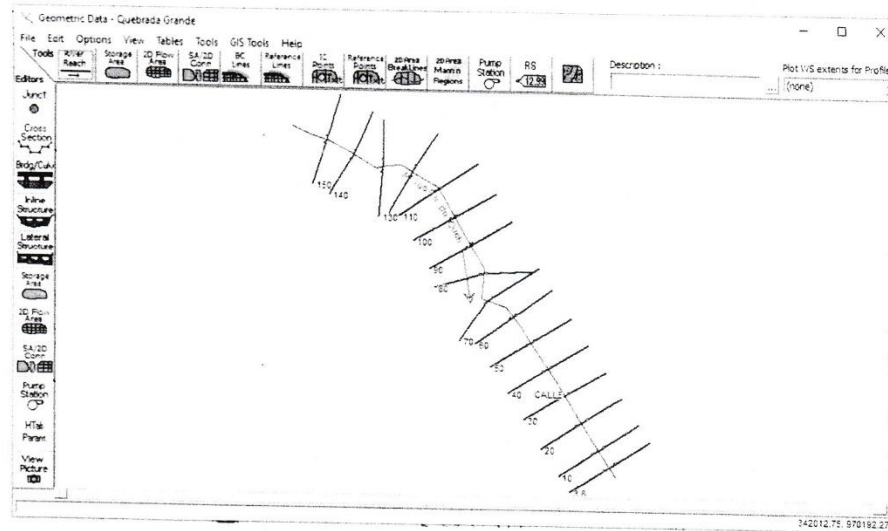 Geometric Data - Quebrada Grande
File Edit Options View Tables Tools GIS Tools Help
Tools River Reach Storage Area 2D Flow Area SA/2D Conn BC Lines Reference Lines IC Points Reference Points 2D Area BreakLines 2D Area Mann n Regions Pump Station RS 12.99 Description : ... Plot WS extents for Profile
(none)
Editors
Junct
Cross Section
Brdg/Culv
Inline Structure
Lateral Structure
Storage Area
2D Flow Area
SA/2D Conn
Pump Station
HTab Param
View Picture
150
140
130
110
100
90
80
70
60
50
40
CALLE
30
20
10
342012.75, 970192.27